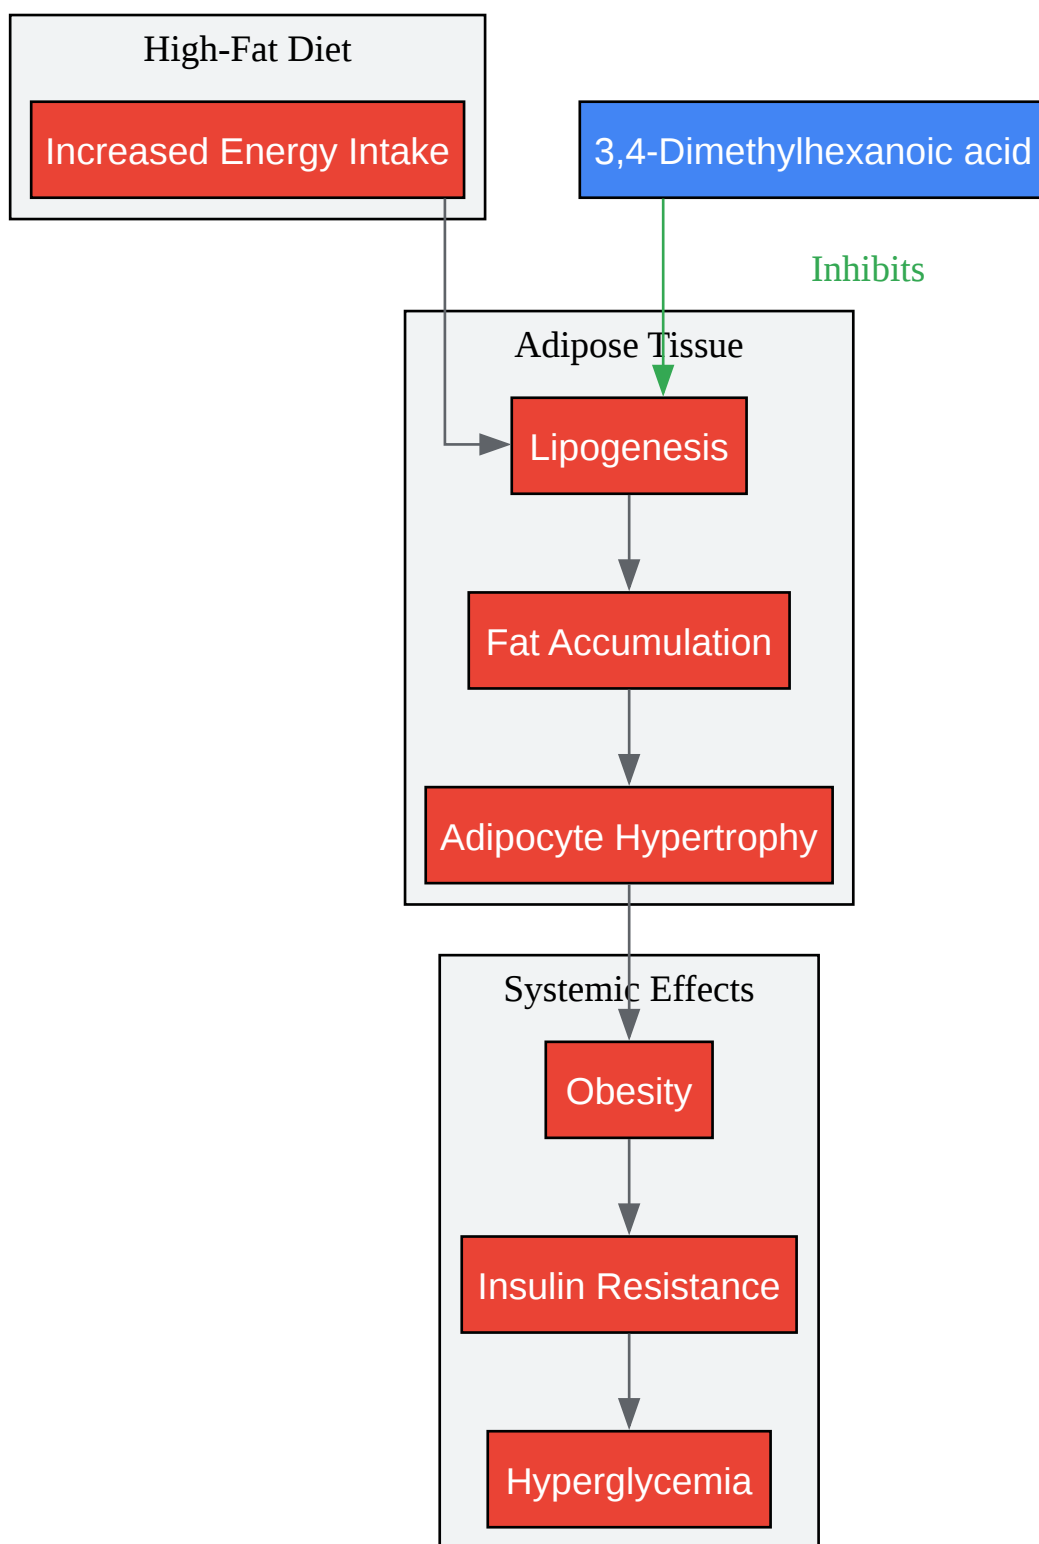 High-Fat Diet
Increased Energy Intake
3,4-Dimethylhexanoic acid
Inhibits
Adipose Tissue
Lipogenesis
Fat Accumulation
Adipocyte Hypertrophy
Systemic Effects
Obesity
Insulin Resistance
Hyperglycemia